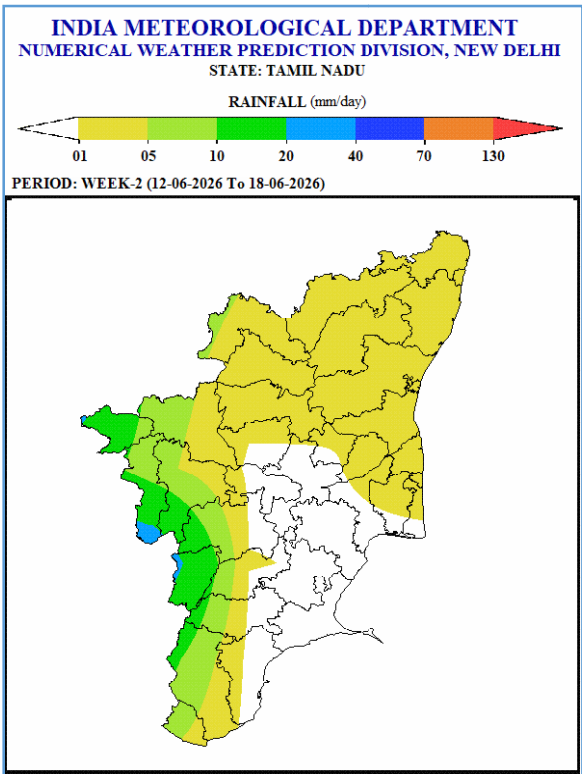 INDIA METEOROLOGICAL DEPARTMENT
NUMERICAL WEATHER PREDICTION DIVISION, NEW DELHI
STATE: TAMIL NADU
RAINFALL (mm/day)
01 05 10 20 40 70 130
PERIOD: WEEK-2 (12-06-2026 To 18-06-2026)